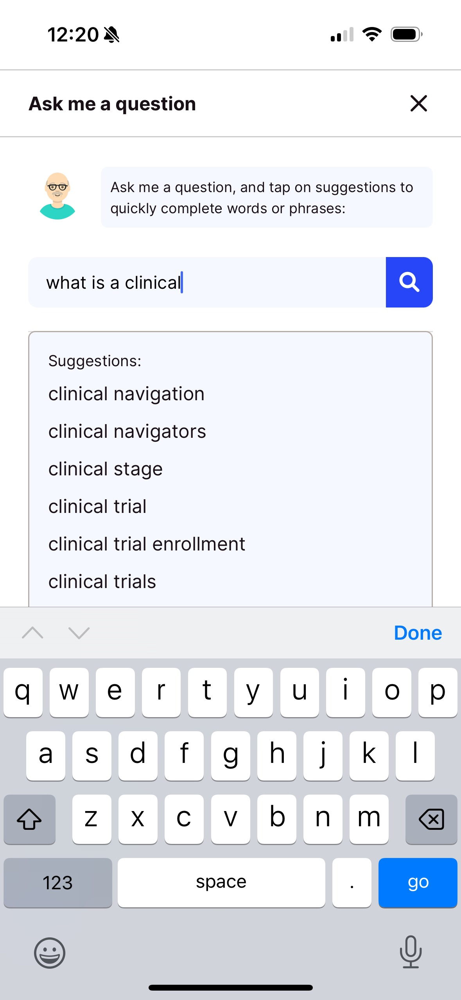 12:20
Ask me a question
Ask me a question, and tap on suggestions to
quickly complete words or phrases:
what is a clinical
Suggestions:
clinical navigation
clinical navigators
clinical stage
clinical trial
clinical trial enrollment
clinical trials
Done
q w e r t y u i o p
a s d f g h j k l
z x c v b n m
123 space . go